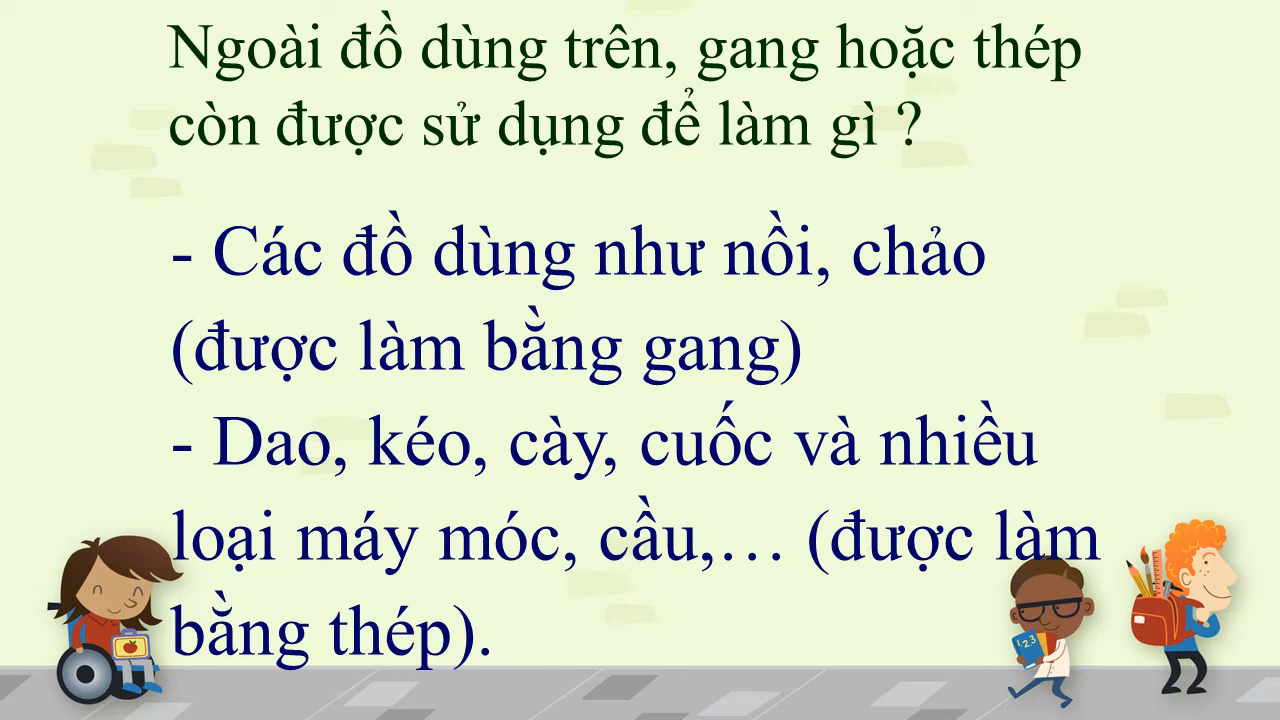 Ngoài đồ dùng trên, gang hoặc thép
còn được sử dụng để làm gì ?
- Các đồ dùng như nồi, chảo
(được làm bằng gang)
- Dao, kéo, cày, cuốc và nhiều
loại máy móc, cầu,… (được làm
bằng thép).
123